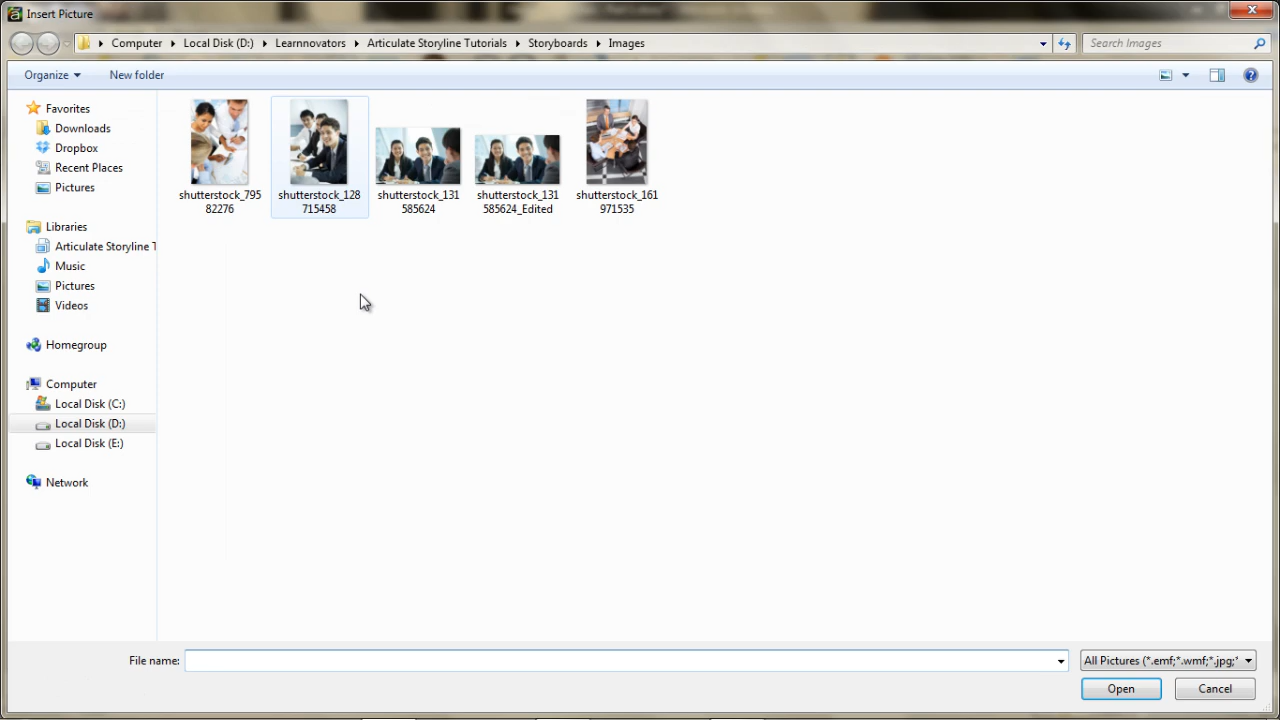 Insert Picture
Computer
Local Disk (D:)
Learnnovators
Articulate Storyline Tutorials
Storyboards
Images
Search Images
Organize
New folder
Favorites
Downloads
Dropbox
Recent Places
Pictures
Libraries
Articulate Storyline T
Music
Pictures
Videos
Homegroup
Computer
Local Disk (C:)
Local Disk (D:)
Local Disk (E:)
Network
shutterstock_795
82276
shutterstock_128
715458
shutterstock_131
585624
shutterstock_131
585624_Edited
shutterstock_161
971535
File name:
All Pictures (*.emf;*.wmf;*.jpg;*
Open
Cancel